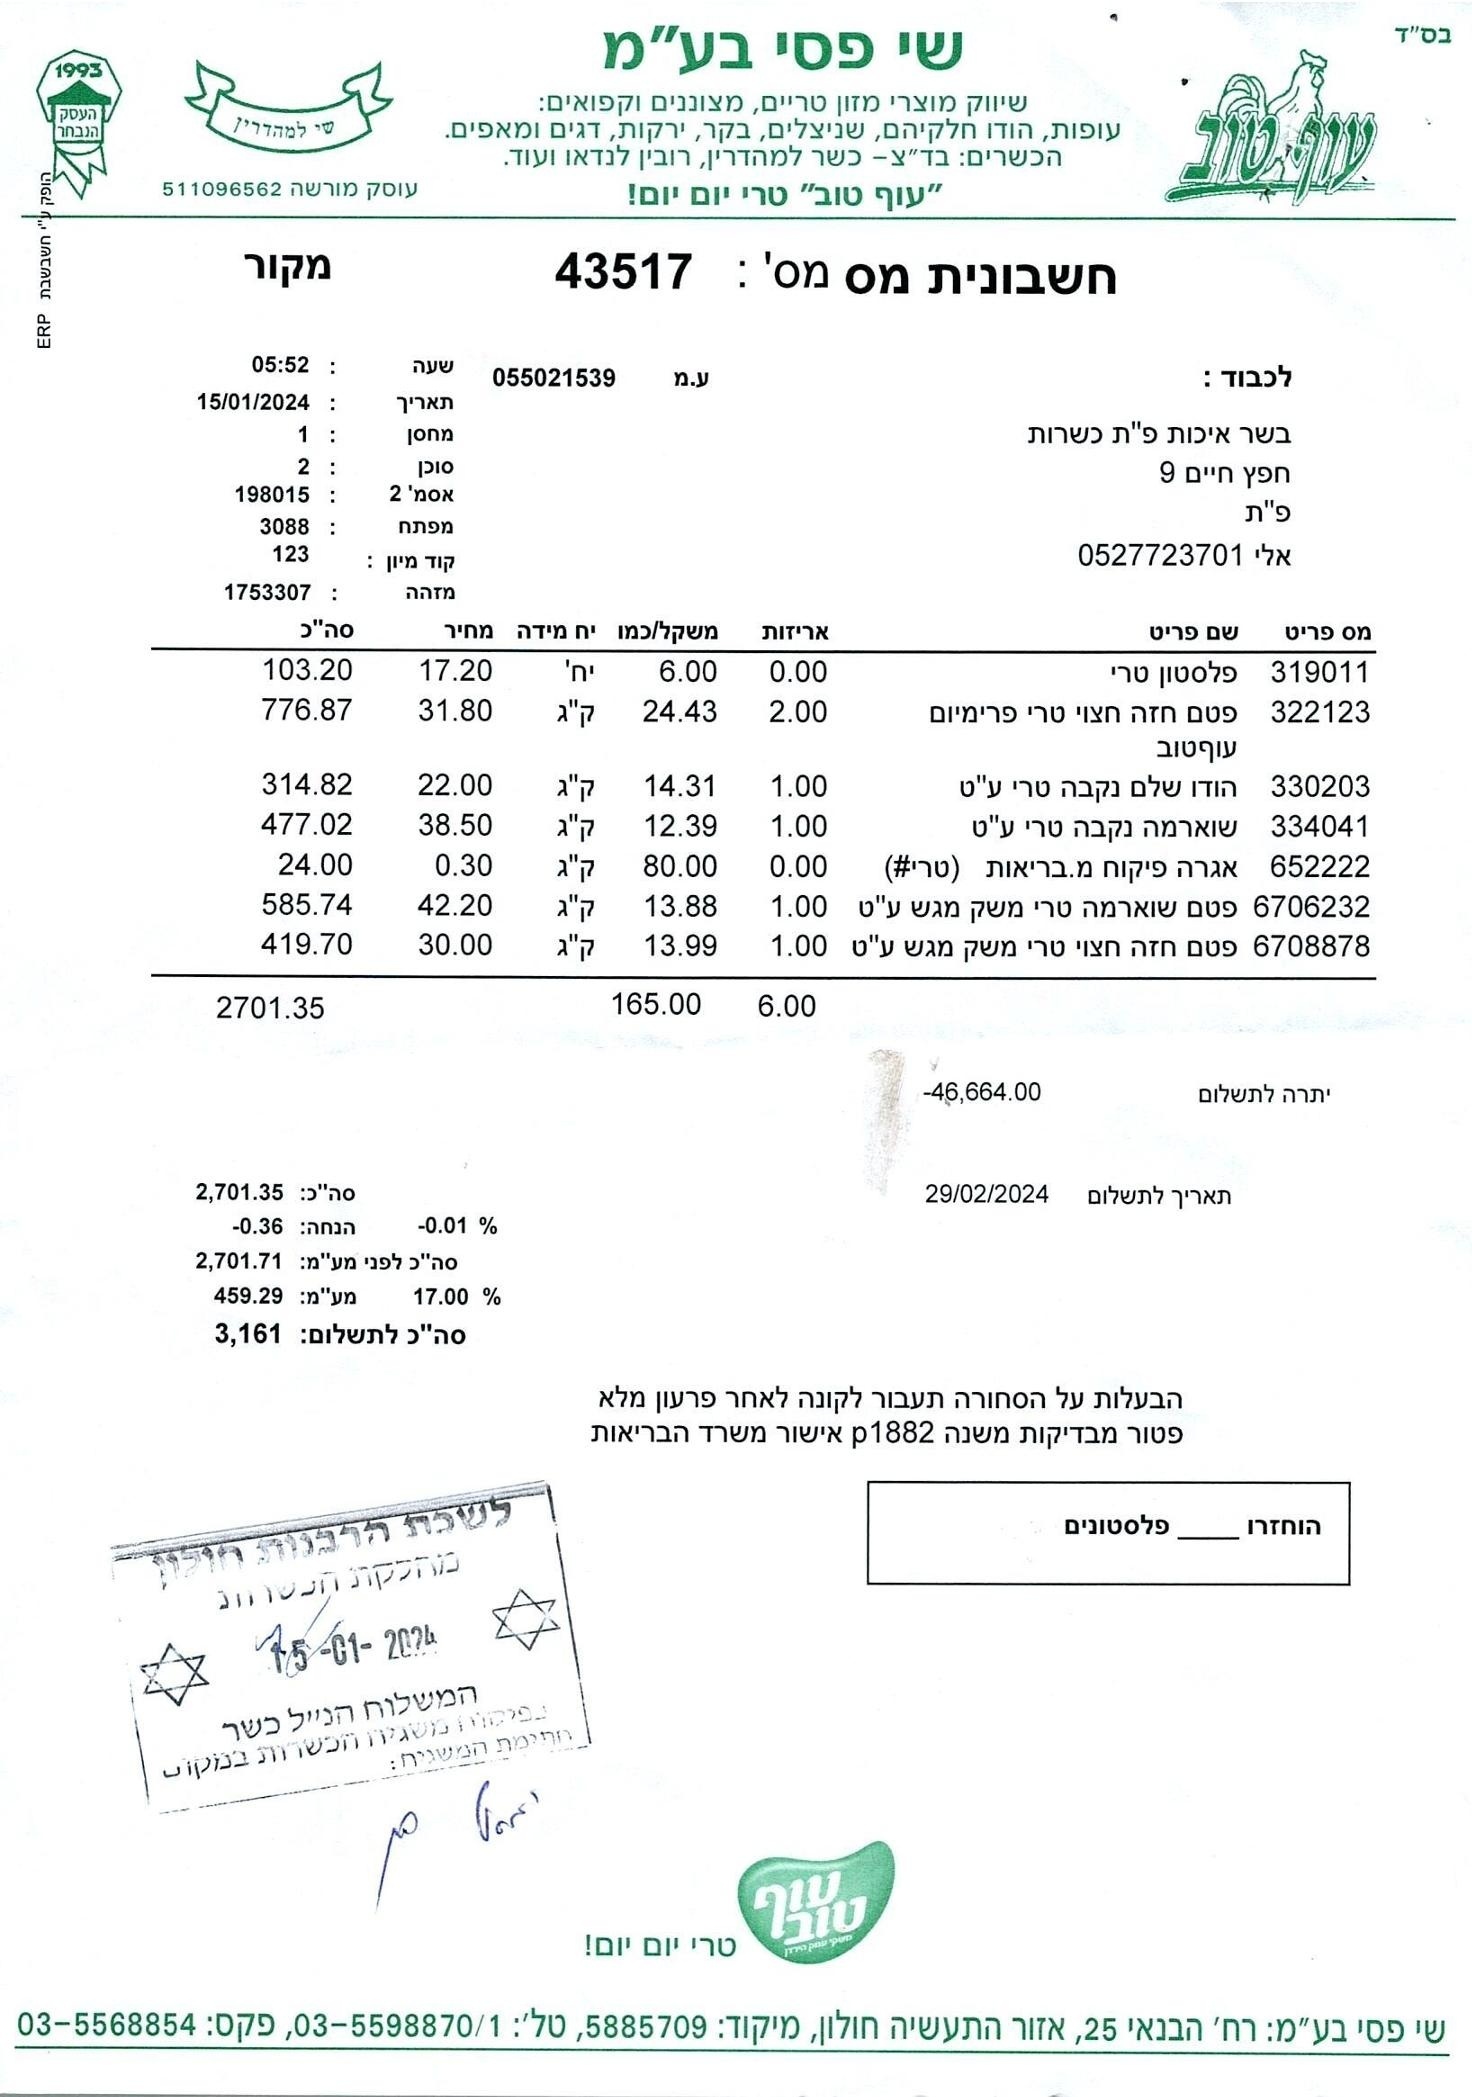 בס"ד
שי פסי בע"מ
שיווק מוצרי מזון טריים, מצוננים וקפואים:
עופות, הודו חלקיהם, שניצלים, בקר, ירקות, דגים ומאפים.
הכשרים: בד"צ – כשר למהדרין, רובין לנדאו ועוד.
"עוף טוב" טרי יום יום!
עוף טוב
שי למהדרין
עוסק מורשה 511096562
1993
העסק
הנבחר
הופק ע"י חשבשבת ERP
חשבונית מס מס' : 43517 מקור
לכבוד :
ע.מ 055021539
בשר איכות פ"ת כשרות
חפץ חיים 9
פ"ת
אלי 0527723701
שעה : 05:52
תאריך : 15/01/2024
מחסן : 1
סוכן : 2
אסמ' 2 : 198015
מפתח : 3088
קוד מיון : 123
מזהה : 1753307
מס פריט שם פריט אריזות משקל/כמו יח מידה מחיר סה"כ
319011 פלסטון טרי 0.00 6.00 יח' 17.20 103.20
322123 פטם חזה חצוי טרי פרימיום 2.00 24.43 ק"ג 31.80 776.87
עוףטוב
330203 הודו שלם נקבה טרי ע"ט 1.00 14.31 ק"ג 22.00 314.82
334041 שוארמה נקבה טרי ע"ט 1.00 12.39 ק"ג 38.50 477.02
652222 אגרה פיקוח מ.בריאות (טרי#) 0.00 80.00 ק"ג 0.30 24.00
6706232 פטם שוארמה טרי משק מגש ע"ט 1.00 13.88 ק"ג 42.20 585.74
6708878 פטם חזה חצוי טרי משק מגש ע"ט 1.00 13.99 ק"ג 30.00 419.70
6.00 165.00 2701.35
יתרה לתשלום -46,664.00
תאריך לתשלום 29/02/2024
סה"כ: 2,701.35
% -0.01 הנחה: -0.36
סה"כ לפני מע"מ: 2,701.71
% 17.00 מע"מ: 459.29
סה"כ לתשלום: 3,161
הבעלות על הסחורה תעבור לקונה לאחר פרעון מלא
פטור מבדיקות משנה p1882 אישור משרד הבריאות
הוחזרו ____ פלסטונים
לשכת הרבנות חולון
מחלקת הכשרות
15 -01- 2024
המשלוח הנ״ל כשר
בפיקוח משגיח הכשרות במקום
חתימת המשגיח:
עוף
טוב
משקי עמק הירדן
טרי יום יום!
שי פסי בע"מ: רח' הבנאי 25, אזור התעשיה חולון, מיקוד: 5885709, טל': 03-5598870/1, פקס: 03-5568854